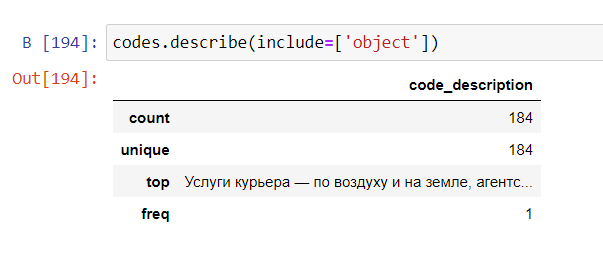 В [194]: codes.describe(include=['object'])
Out[194]:
code_description
count 184
unique 184
top Услуги курьера — по воздуху и на земле, агентс...
freq 1